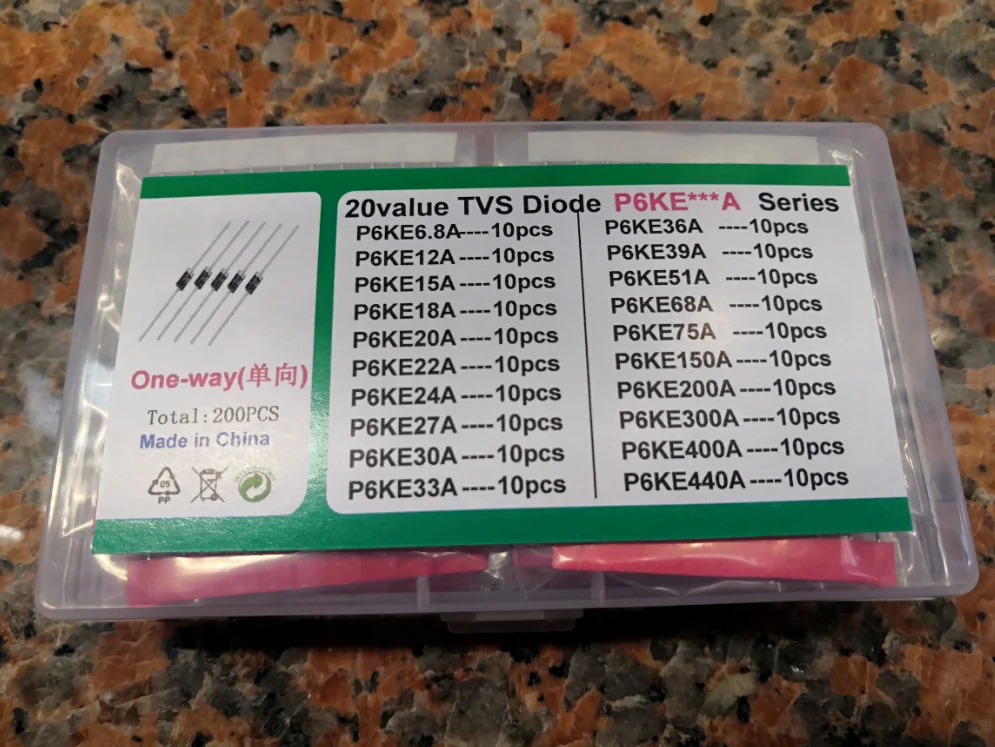 20value TVS Diode P6KE***A Series
P6KE6.8A----10pcs
P6KE12A----10pcs
P6KE15A----10pcs
P6KE18A----10pcs
P6KE20A----10pcs
P6KE22A----10pcs
P6KE24A----10pcs
P6KE27A----10pcs
P6KE30A----10pcs
P6KE33A----10pcs
P6KE36A ----10pcs
P6KE39A ----10pcs
P6KE51A ----10pcs
P6KE68A ----10pcs
P6KE75A ----10pcs
P6KE150A----10pcs
P6KE200A----10pcs
P6KE300A----10pcs
P6KE400A----10pcs
P6KE440A----10pcs
One-way(单向)
Total:200PCS
Made in China
05
PP